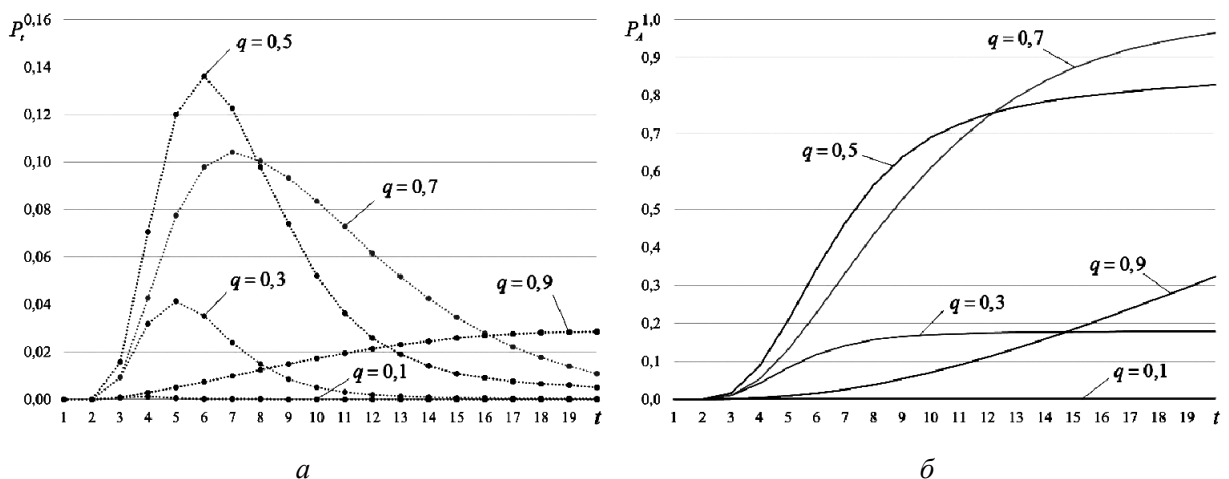 P_t 0,16
0,14
0,12
0,10
0,08
0,06
0,04
0,02
0,00
q = 0,5
q = 0,7
q = 0,3
q = 0,9
q = 0,1
1 2 3 4 5 6 7 8 9 10 11 12 13 14 15 16 17 18 19 t
а
P_A 1,0
0,9
0,8
0,7
0,6
0,5
0,4
0,3
0,2
0,1
0,0
q = 0,7
q = 0,5
q = 0,9
q = 0,3
q = 0,1
1 2 3 4 5 6 7 8 9 10 11 12 13 14 15 16 17 18 19 t
б